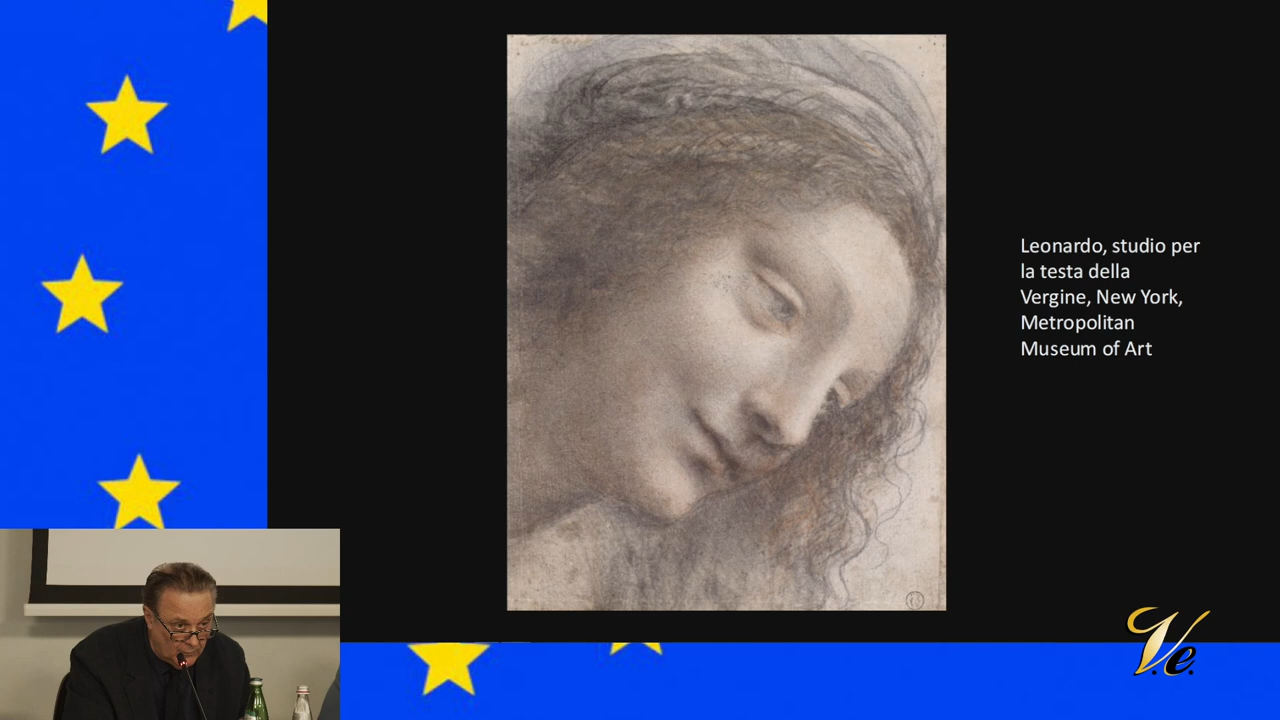 Leonardo, studio per
la testa della
Vergine, New York,
Metropolitan
Museum of Art
V.e.